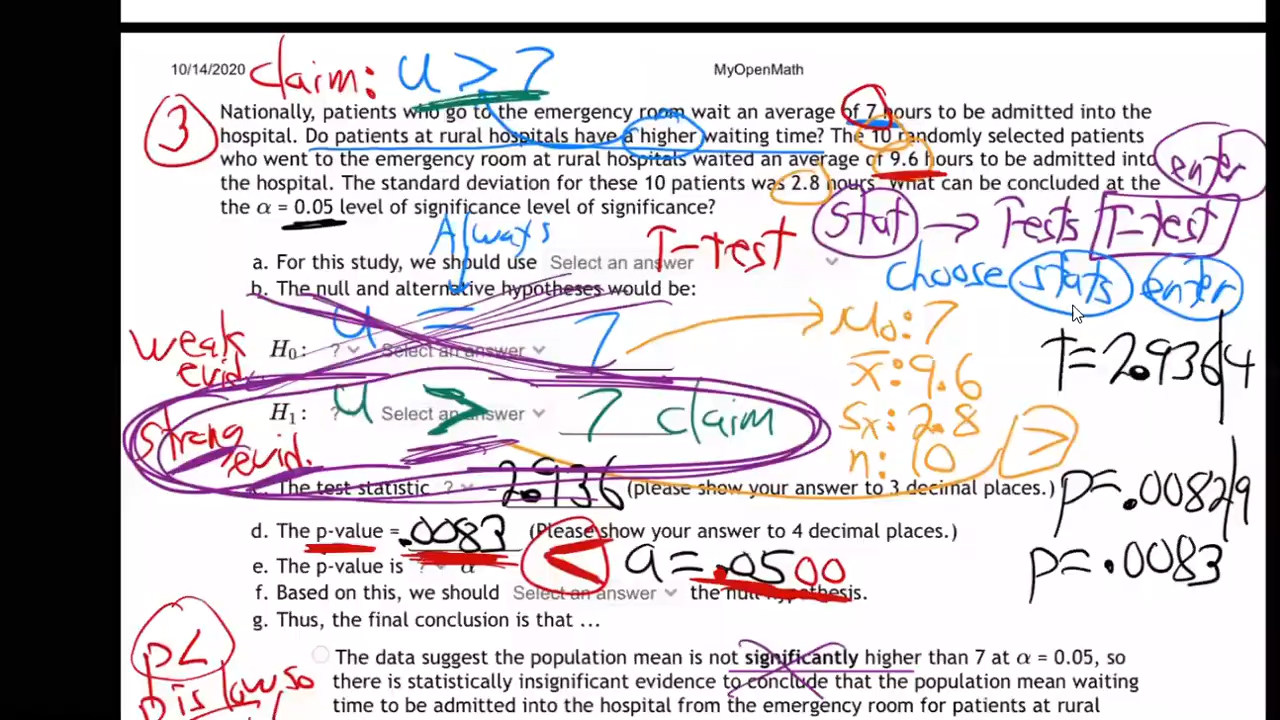 10/14/2020 claim: u > 7 MyOpenMath
3 Nationally, patients who go to the emergency room wait an average of 7 hours to be admitted into the
hospital. Do patients at rural hospitals have a higher waiting time? The 10 randomly selected patients
who went to the emergency room at rural hospitals waited an average of 9.6 hours to be admitted into
the hospital. The standard deviation for these 10 patients was 2.8 hours. What can be concluded at the
the α = 0.05 level of significance level of significance?
enter
Stat → Tests T-test
Always
a. For this study, we should use Select an answer T-test
choose stats enter
b. The null and alternative hypotheses would be:
weak evid.
H₀: ? Select an answer
u = 7
μ₀: 7
x̄: 9.6
Sx: 2.8
n: 10 >
t = 2.9364
strong evid.
H₁: ? Select an answer
u > 7 claim
c. The test statistic ? = 2.936 (please show your answer to 3 decimal places.)
p = .00829
d. The p-value = .0083 (Please show your answer to 4 decimal places.)
p = .0083
e. The p-value is ? α < a = .0500
f. Based on this, we should Select an answer the null hypothesis.
g. Thus, the final conclusion is that ...
p<
p is low so
The data suggest the population mean is not significantly higher than 7 at α = 0.05, so
there is statistically insignificant evidence to conclude that the population mean waiting
time to be admitted into the hospital from the emergency room for patients at rural